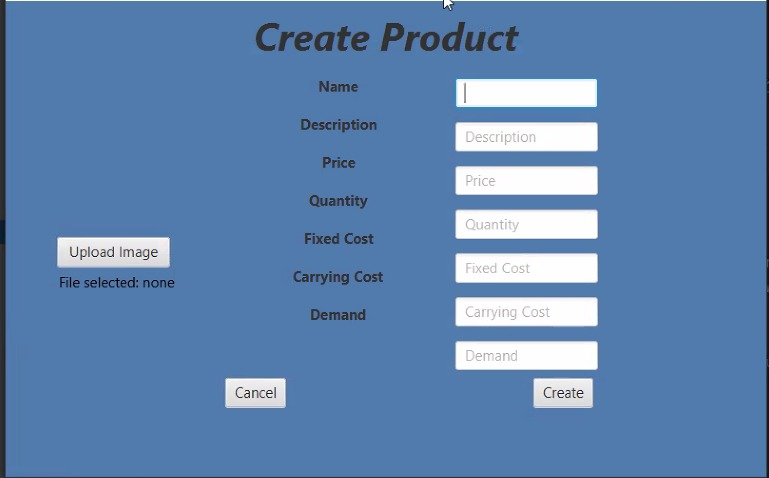 Create Product
Name
Description
Description
Price
Price
Quantity
Quantity
Fixed Cost
Fixed Cost
Carrying Cost
Carrying Cost
Demand
Demand
Upload Image
File selected: none
Cancel
Create